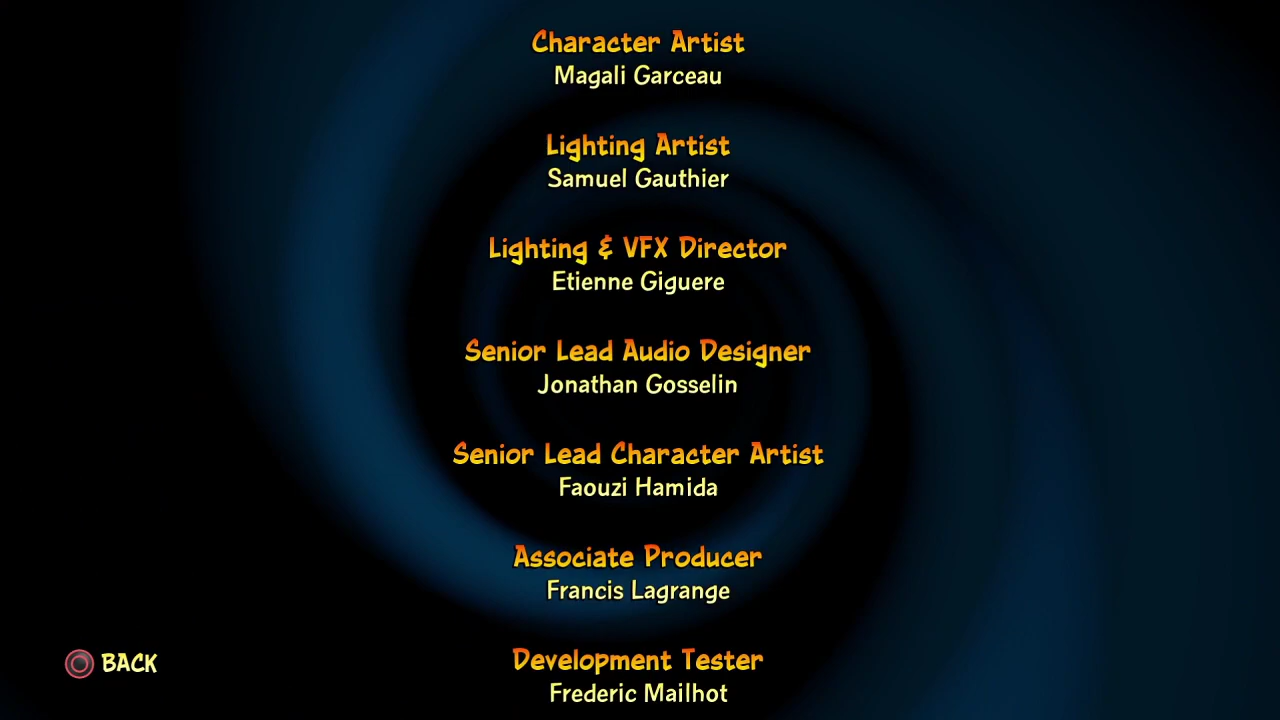 Character Artist
Magali Garceau
Lighting Artist
Samuel Gauthier
Lighting & VFX Director
Etienne Giguere
Senior Lead Audio Designer
Jonathan Gosselin
Senior Lead Character Artist
Faouzi Hamida
Associate Producer
Francis Lagrange
Development Tester
Frederic Mailhot
BACK